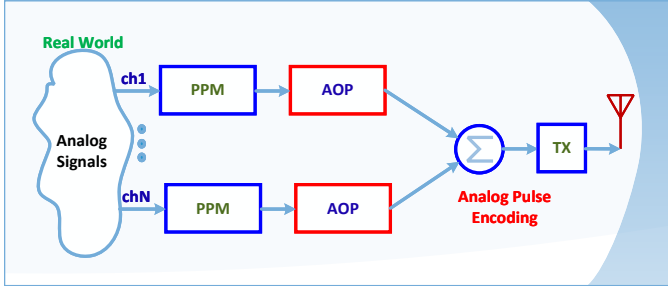 Real World
ch1
PPM
AOP
Analog
Signals
Σ
TX
chN
PPM
AOP
Analog Pulse
Encoding